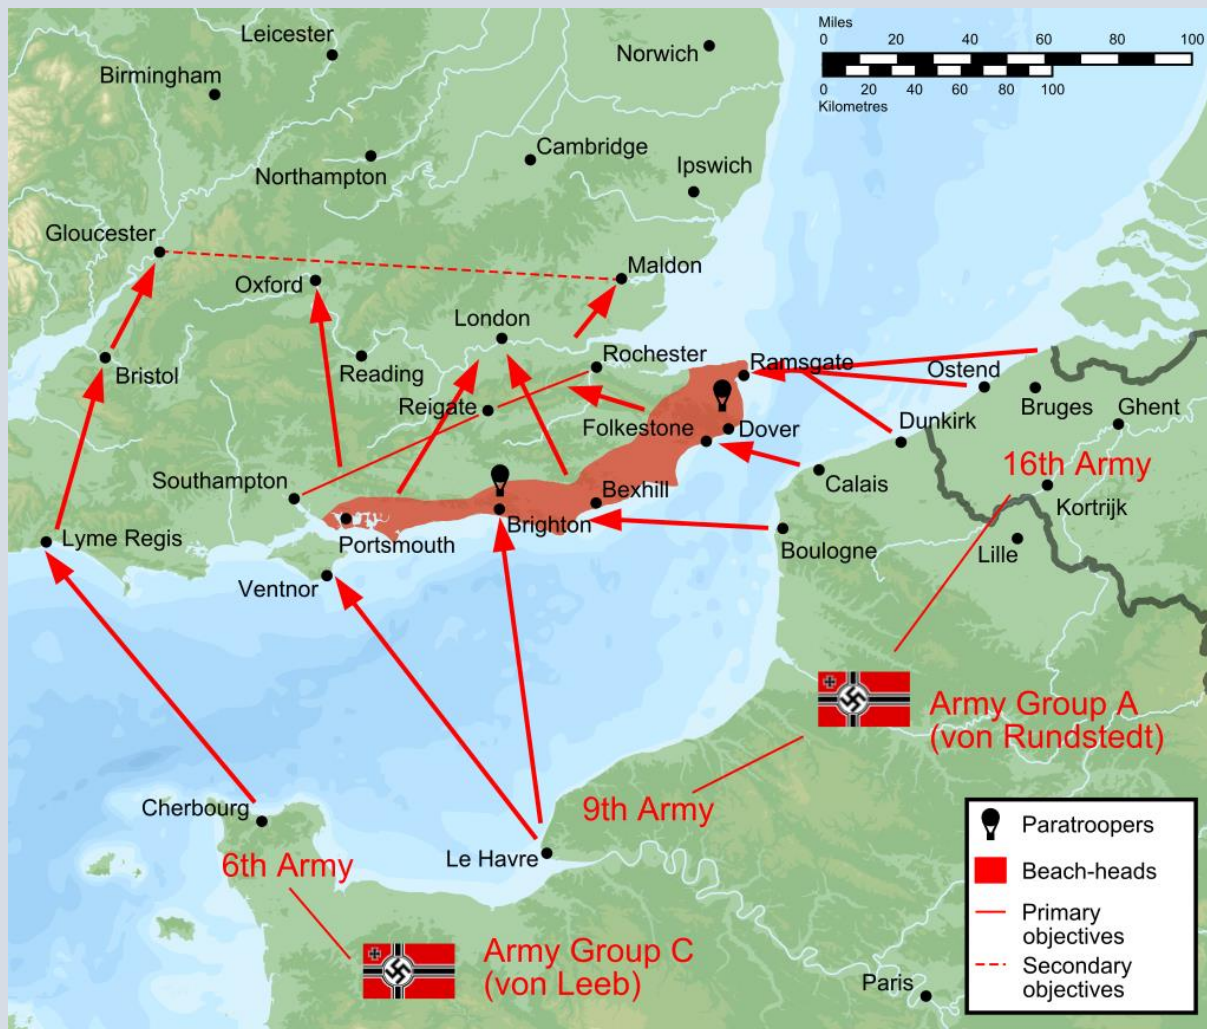 Miles
0 20 40 60 100
0 20 40 60 80 100
Kilometres
Leicester
Norwich
Birmingham
Cambridge
Northampton
Ipswich
Gloucester
Maldon
Oxford
London
Rochester
Ramsgate
Bristol
Reading
Ostend
Bruges
Reigate
Ghent
Folkestone
Dover
Dunkirk
16th Army
Southampton
Bexhill
Calais
Kortrijk
Lyme Regis
Portsmouth
Brighton
Boulogne
Lille
Ventnor
Army Group A
(von Rundstedt)
Cherbourg
9th Army
6th Army
Le Havre
Army Group C
(von Leeb)
Paris
Paratroopers
Beach-heads
Primary
objectives
Secondary
objectives